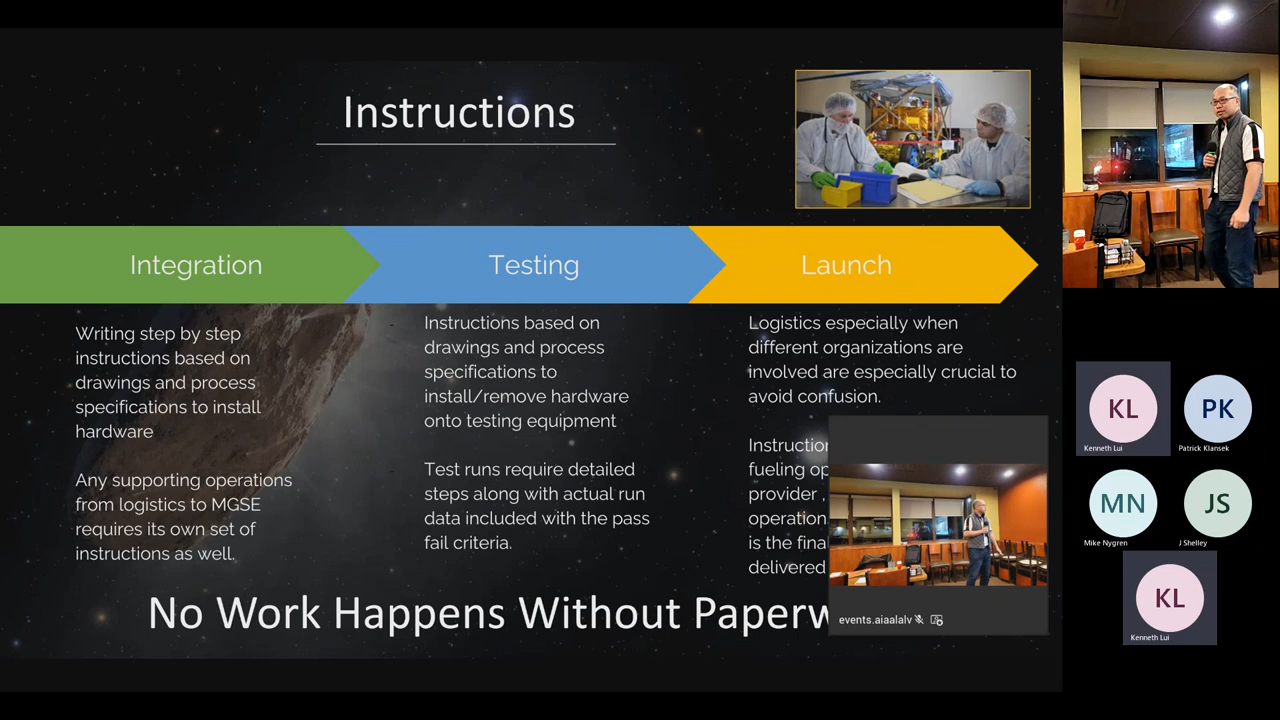 Instructions
Integration
Testing
Launch
Writing step by step
instructions based on
drawings and process
specifications to install
hardware
Any supporting operations
from logistics to MGSE
requires its own set of
instructions as well.
Instructions based on
drawings and process
specifications to
install/remove hardware
onto testing equipment
Test runs require detailed
steps along with actual run
data included with the pass
fail criteria.
Logistics especially when
different organizations are
involved are especially crucial to
avoid confusion.
Instruction
fueling op
provider ,
operation
is the fina
delivered
No Work Happens Without Paperw
events.aiaalalv
KL
Kenneth Lui
PK
Patrick Klansek
MN
Mike Nygren
JS
J Shelley
KL
Kenneth Lui